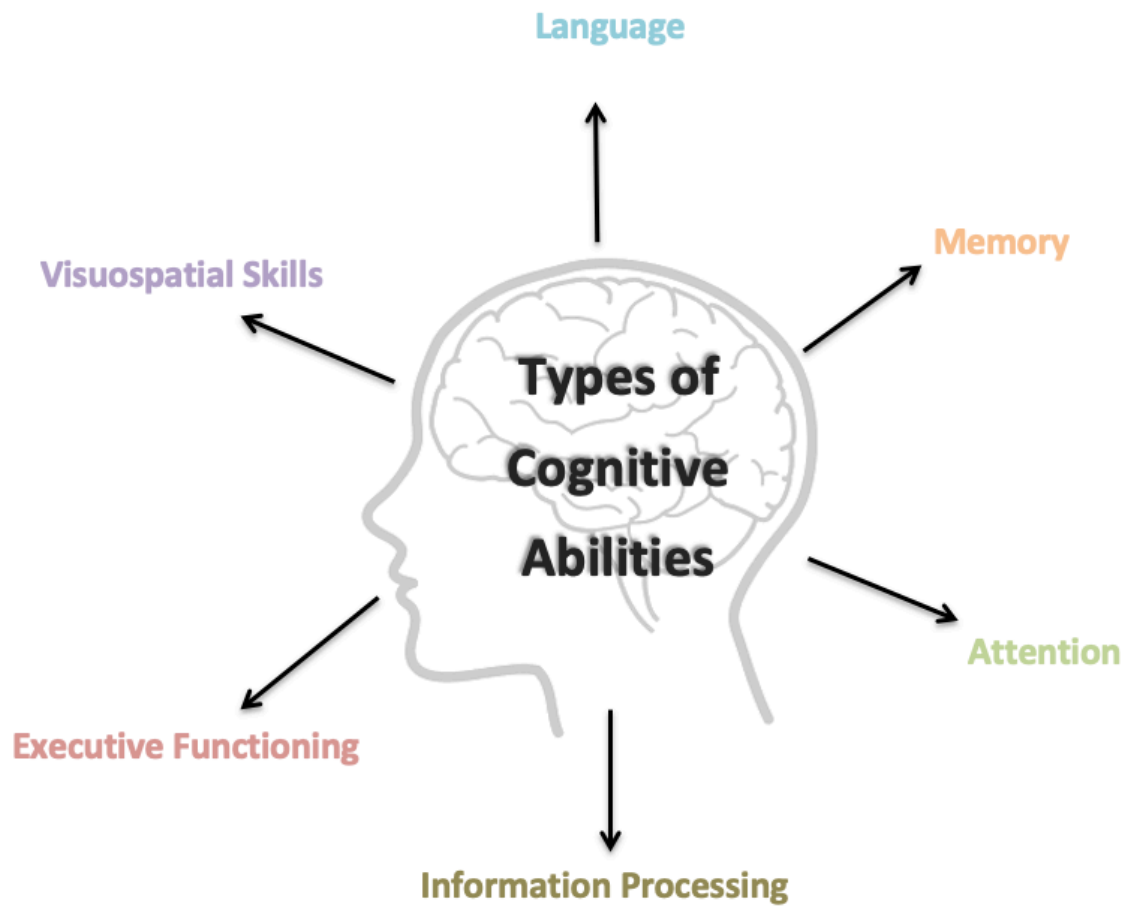 Language
Memory
Visuospatial Skills
Types of
Cognitive
Abilities
Attention
Executive Functioning
Information Processing